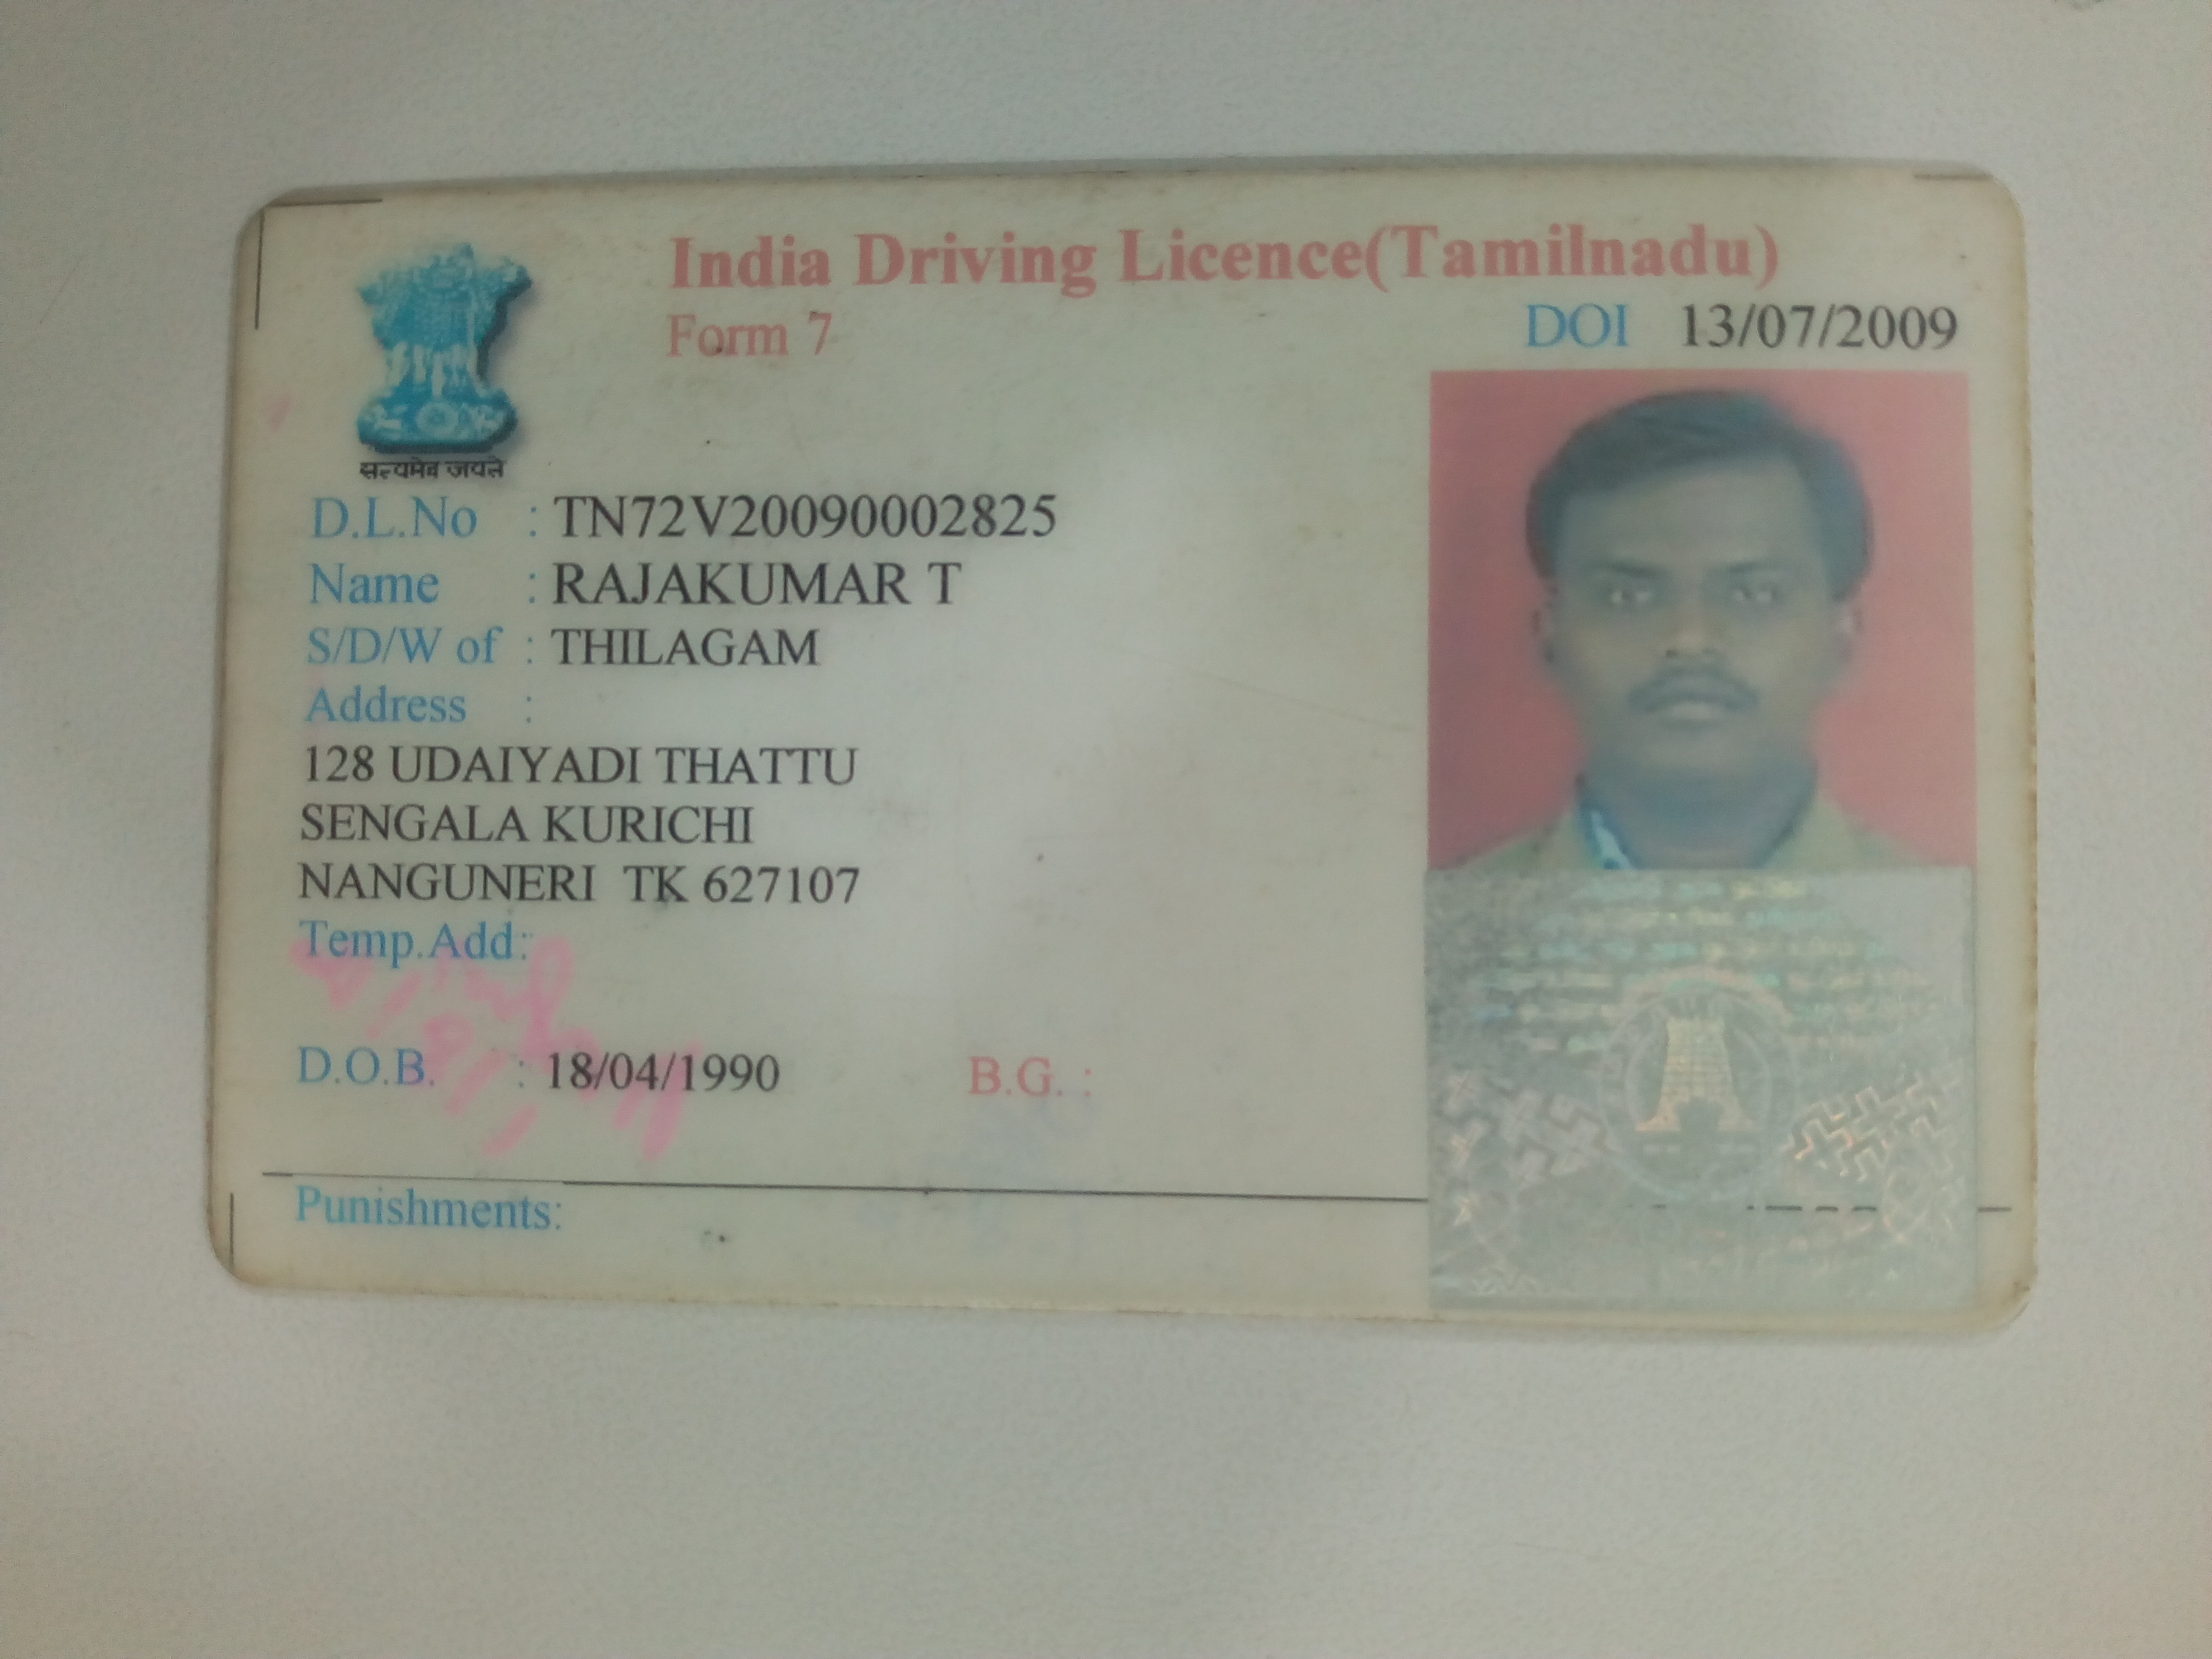 India Driving Licence(Tamilnadu)
Form 7
DOI 13/07/2009
सत्यमेव जयते
D.L.No : TN72V20090002825
Name : RAJAKUMAR T
S/D/W of : THILAGAM
Address :
128 UDAIYADI THATTU
SENGALA KURICHI
NANGUNERI TK 627107
Temp.Add:
D.O.B. : 18/04/1990 B.G. :
Punishments: